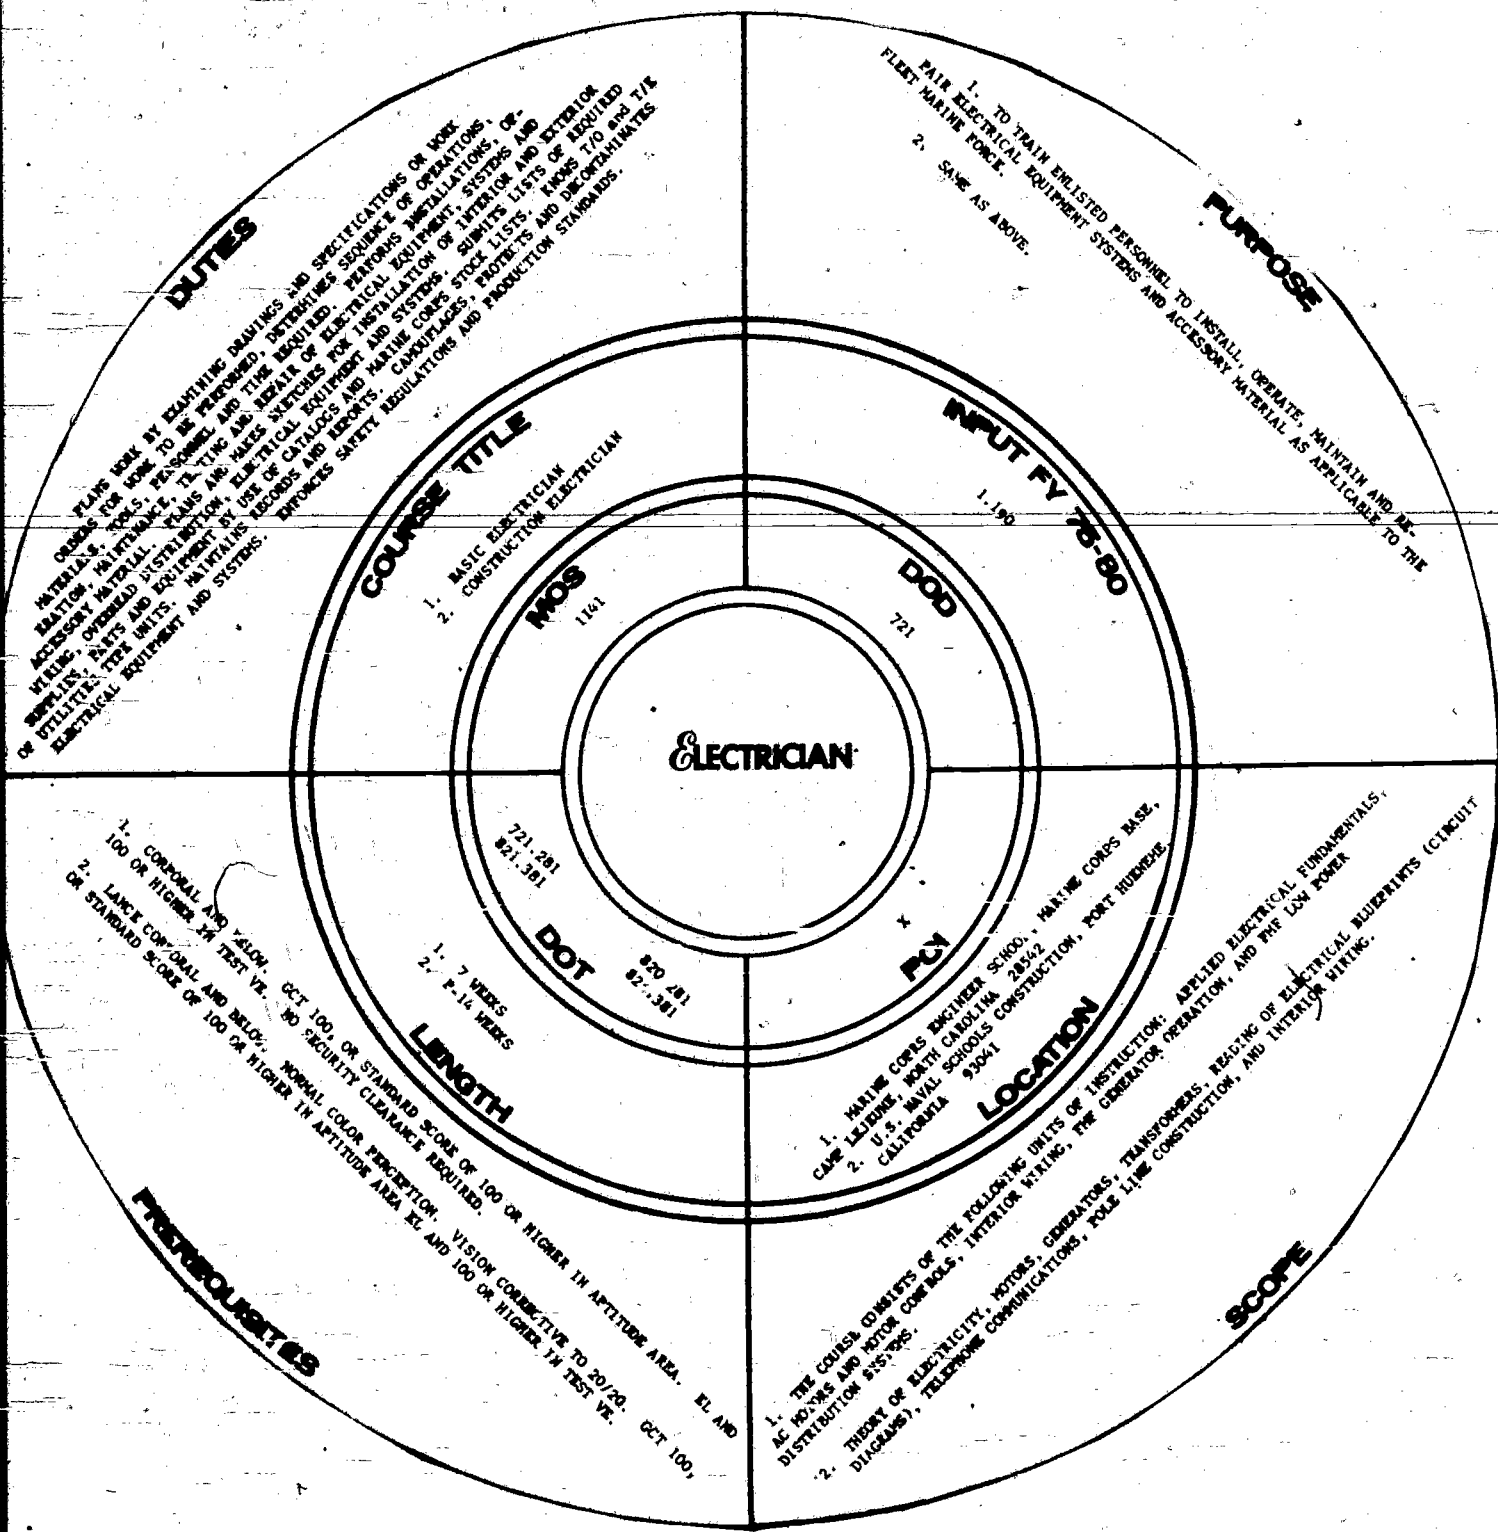 DUTIES
PLANS WORK BY EXAMINING DRAWINGS AND SPECIFICATIONS OR WORK
ORDERS FOR WORK TO BE PERFORMED, DETERMINES SEQUENCE OF OPERATIONS,
MATERIALS, TOOLS, PERSONNEL AND TIME REQUIRED. PERFORMS INSTALLATIONS, OP-
ERATION, MAINTENANCE, TESTING AND REPAIR OF ELECTRICAL EQUIPMENT, SYSTEMS AND
ACCESSORY MATERIAL. PLANS AND MAKES SKETCHES FOR INSTALLATION OF INTERIOR AND EXTERIOR
WIRING, OVERHEAD DISTRIBUTION, ELECTRICAL EQUIPMENT AND SYSTEMS. SUBMITS LISTS OF REQUIRED
SUPPLIES, PARTS AND EQUIPMENT BY USE OF CATALOGS AND MARINE CORPS STOCK LISTS. KNOWS T/O and T/E
OF UTILITIES TYPE UNITS. MAINTAINS RECORDS AND REPORTS. CAMOUFLAGES, PROTECTS AND DECONTAMINATES
ELECTRICAL EQUIPMENT AND SYSTEMS. ENFORCES SAFETY REGULATIONS AND PRODUCTION STANDARDS.
PURPOSE
1. TO TRAIN ENLISTED PERSONNEL TO INSTALL, OPERATE, MAINTAIN AND RE-
PAIR ELECTRICAL EQUIPMENT SYSTEMS AND ACCESSORY MATERIAL AS APPLICABLE TO THE
FLEET MARINE FORCE.
2. SAME AS ABOVE.
COURSE TITLE
1. BASIC ELECTRICIAN
2. CONSTRUCTION ELECTRICIAN
INPUT FY 75-80
1.190
MOS
1141
DOD
721
ELECTRICIAN
721.281
821.381
DOT
820 281
381
X
LENGTH
1. 7 WEEKS
2. P-14 WEEKS
LOCATION
1. MARINE COPRS ENGINEER SCHOOL, MARINE CORPS BASE,
CAMP LEJEUNE, NORTH CAROLINA 28542
2. U.S. NAVAL SCHOOLS CONSTRUCTION, PORT HUENEME,
CALIFORNIA 93041
PREREQUISITES
1. CORPORAL AND BELOW. GCT 100, OR STANDARD SCORE OF 100 OR HIGHER IN APTITUDE AREA. EL AND
100 OR HIGHER IN TEST VE. NO SECURITY CLEARANCE REQUIRED.
2. LANCE CORPORAL AND BELOW. NORMAL COLOR PERCEPTION. VISION CORRECTIVE TO 20/20. GCT 100,
OR STANDARD SCORE OF 100 OR HIGHER IN APTITUDE AREA EL AND 100 OR HIGHER IN TEST VE.
SCOPE
1. THE COURSE CONSISTS OF THE FOLLOWING UNITS OF INSTRUCTION: APPLIED ELECTRICAL FUNDAMENTALS,
AC MOTORS AND MOTOR CONTROLS, INTERIOR WIRING, FMF GENERATOR OPERATION, AND FMF LOW POWER
DISTRIBUTION SYSTEMS.
2. THEORY OF ELECTRICITY, MOTORS, GENERATORS, TRANSFORMERS, READING OF ELECTRICAL BLUEPRINTS (CIRCUIT
DIAGRAMS), TELEPHONE COMMUNICATIONS, POLE LINE CONSTRUCTION, AND INTERIOR WIRING.